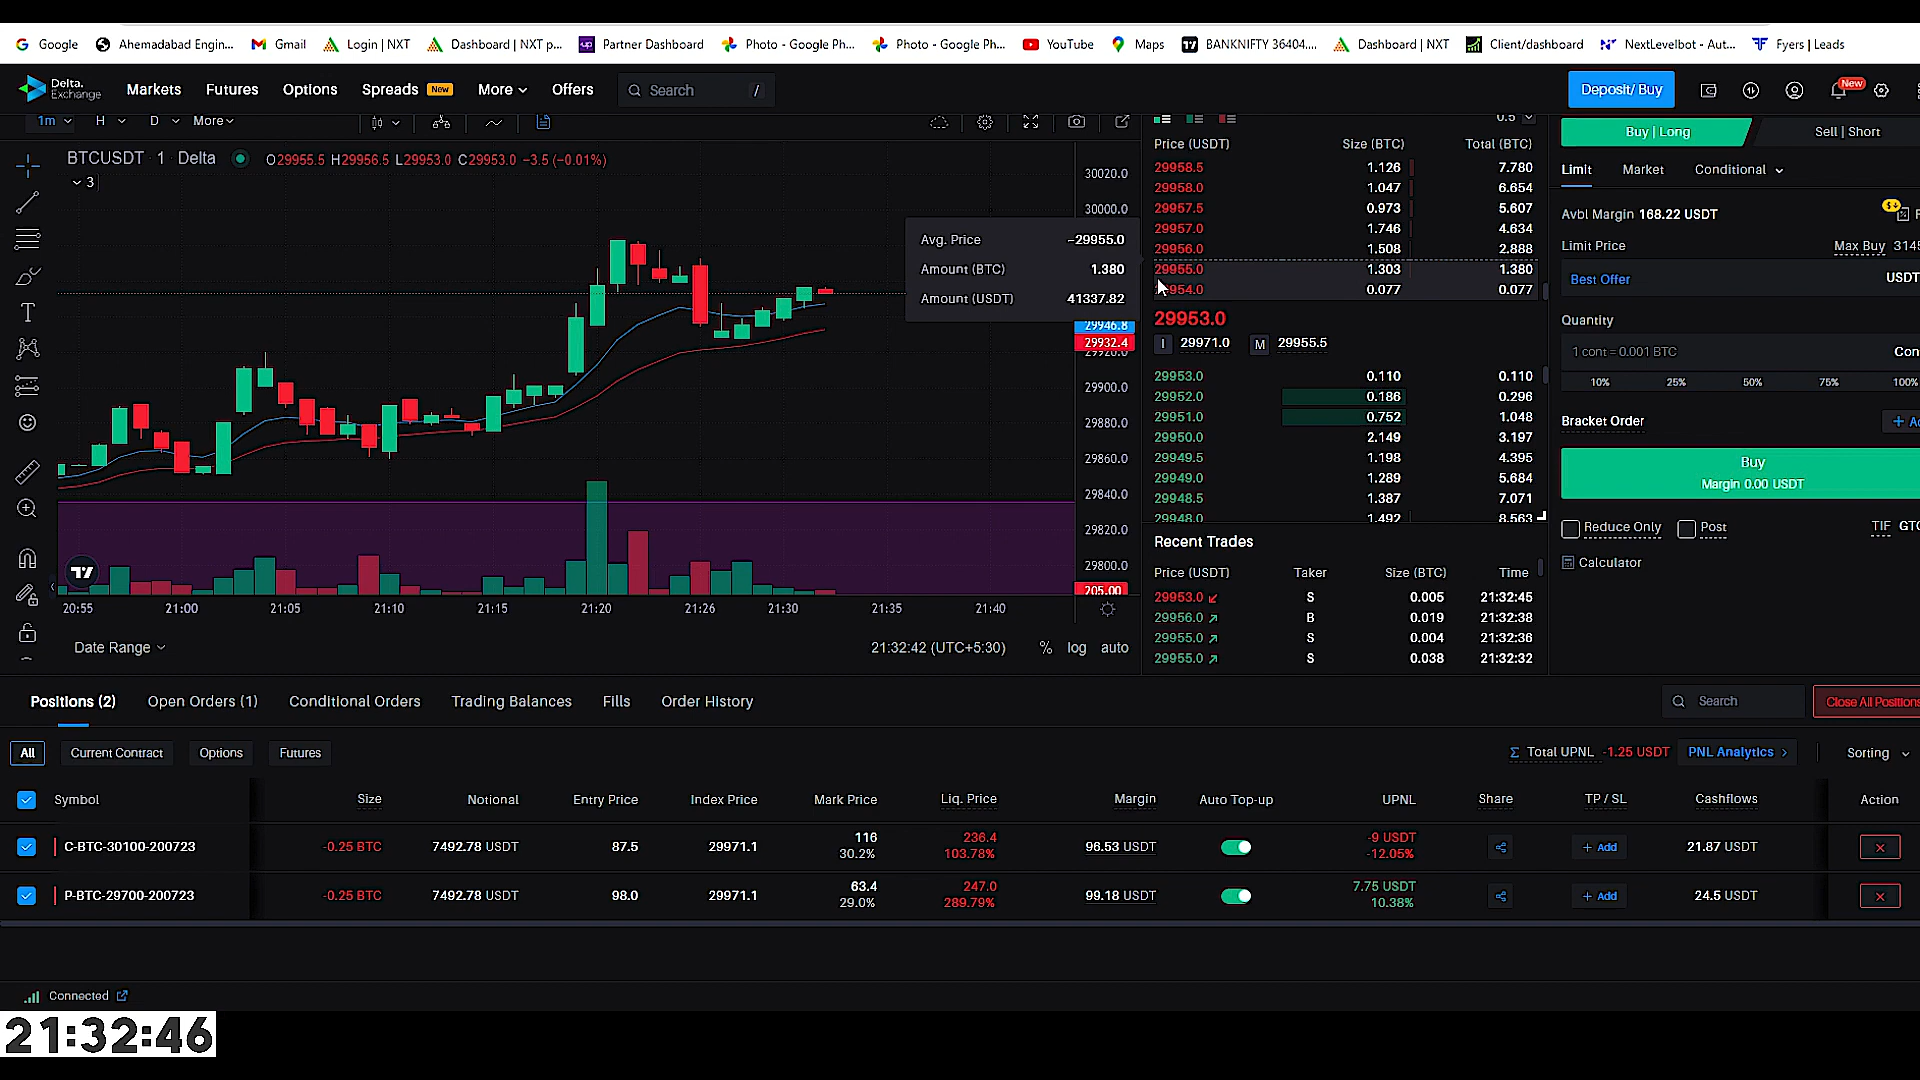 Google Ahemadabad Engin... Gmail Login | NXT Dashboard | NXT p... Partner Dashboard Photo - Google Ph... Photo - Google Ph... YouTube Maps BANKNIFTY 36404.... Dashboard | NXT Client/dashboard NextLevelbot - Aut... Fyers | Leads
Delta. Exchange Markets Futures Options Spreads New More Offers Search / Deposit/ Buy New
1m H D More 0.5
BTCUSDT · 1 Delta O29955.5 H29956.5 L29953.0 C29953.0 −3.5 (−0.01%)
3
30020.0
30000.0
29946.8
29932.4
29920.0
29900.0
29880.0
29860.0
29840.0
29820.0
29800.0
205.00
Avg. Price ~29955.0
Amount (BTC) 1.380
Amount (USDT) 41337.82
20:55 21:00 21:05 21:10 21:15 21:20 21:26 21:30 21:35 21:40
Date Range 21:32:42 (UTC+5:30) % log auto
Price (USDT) Size (BTC) Total (BTC)
29958.5 1.126 7.780
29958.0 1.047 6.654
29957.5 0.973 5.607
29957.0 1.746 4.634
29956.0 1.508 2.888
29955.0 1.303 1.380
954.0 0.077 0.077
29953.0
I 29971.0 M 29955.5
29953.0 0.110 0.110
29952.0 0.186 0.296
29951.0 0.752 1.048
29950.0 2.149 3.197
29949.5 1.198 4.395
29949.0 1.289 5.684
29948.5 1.387 7.071
29948.0 1.492 8.563
Recent Trades
Price (USDT) Taker Size (BTC) Time
29953.0 S 0.005 21:32:45
29956.0 B 0.019 21:32:38
29955.0 S 0.004 21:32:36
29955.0 S 0.038 21:32:32
Buy | Long Sell | Short
Limit Market Conditional
Avbl Margin 168.22 USDT
Limit Price Max Buy 3145
Best Offer USDT
Quantity
1 cont = 0.001 BTC Con
10% 25% 50% 75% 100%
Bracket Order + Ad
Buy
Margin 0.00 USDT
Reduce Only Post TIF GTC
Calculator
Positions (2) Open Orders (1) Conditional Orders Trading Balances Fills Order History Search Close All Positions
All Current Contract Options Futures Σ Total UPNL -1.25 USDT PNL Analytics Sorting
Symbol Size Notional Entry Price Index Price Mark Price Liq. Price Margin Auto Top-up UPNL Share TP / SL Cashflows Action
C-BTC-30100-200723 -0.25 BTC 7492.78 USDT 87.5 29971.1 116 30.2% 236.4 103.78% 96.53 USDT -9 USDT -12.05% + Add 21.87 USDT
P-BTC-29700-200723 -0.25 BTC 7492.78 USDT 98.0 29971.1 63.4 29.0% 247.0 289.79% 99.18 USDT 7.75 USDT 10.38% + Add 24.5 USDT
Connected
21:32:46